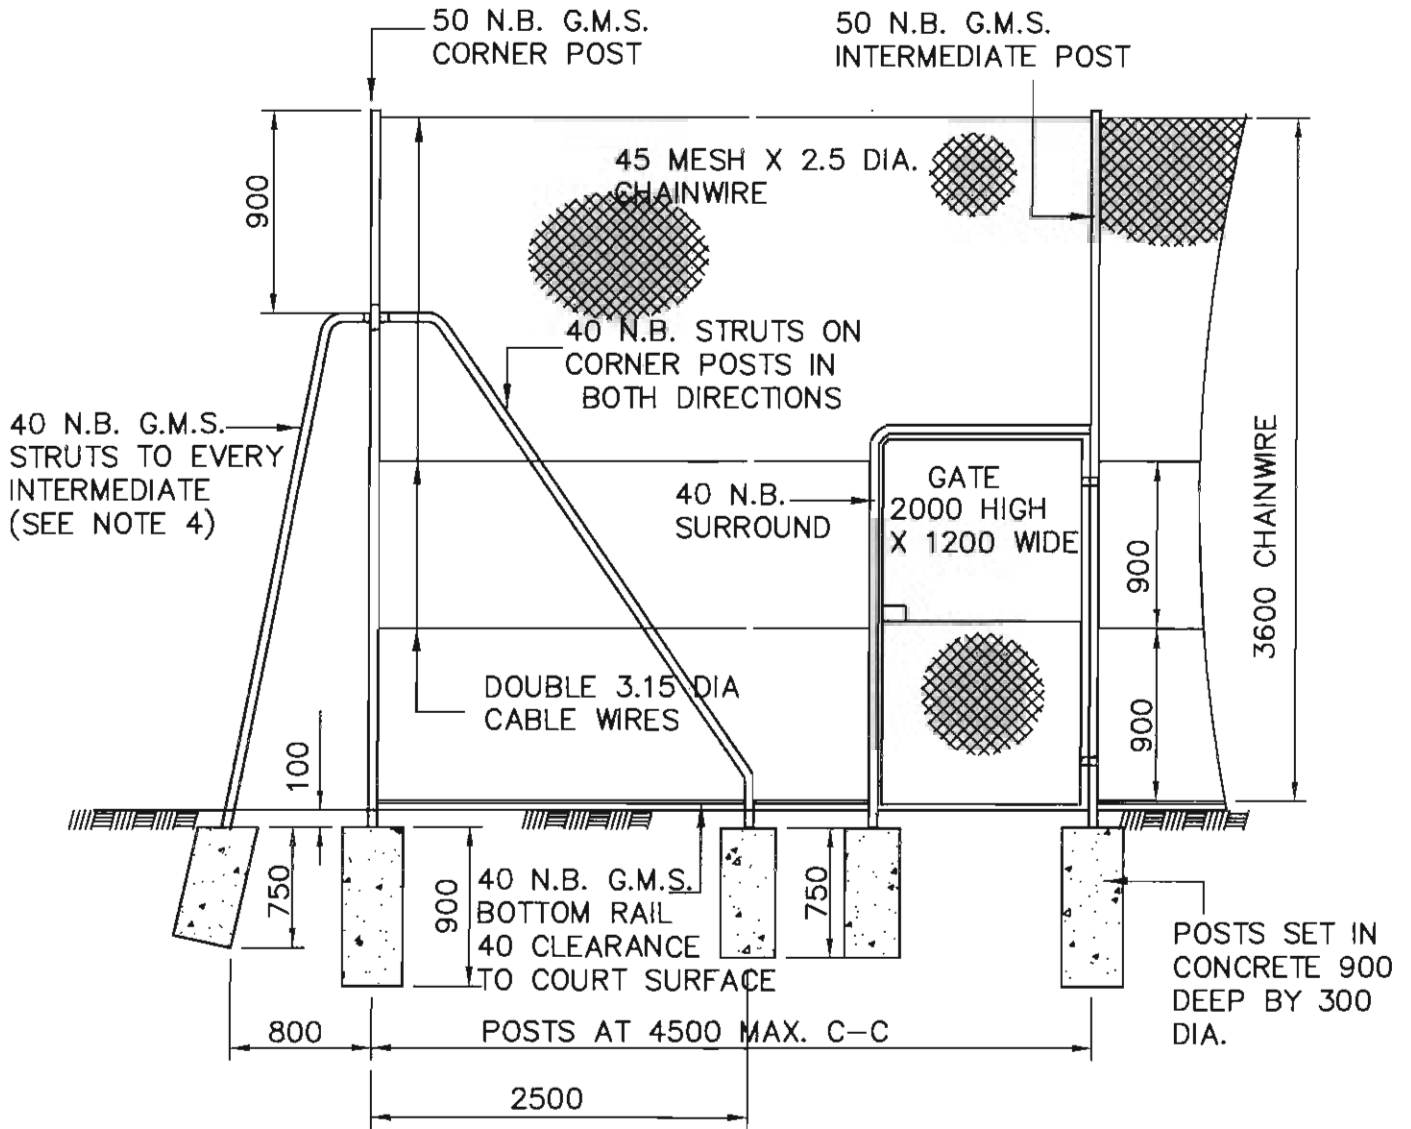 50 N.B. G.M.S.
CORNER POST
50 N.B. G.M.S.
INTERMEDIATE POST
45 MESH X 2.5 DIA.
CHAINWIRE
900
40 N.B. STRUTS ON
CORNER POSTS IN
BOTH DIRECTIONS
40 N.B. G.M.S.
STRUTS TO EVERY
INTERMEDIATE
(SEE NOTE 4)
40 N.B.
SURROUND
GATE
2000 HIGH
X 1200 WIDE
900
3600 CHAINWIRE
DOUBLE 3.15 DIA
CABLE WIRES
900
100
750
900
40 N.B. G.M.S.
BOTTOM RAIL
40 CLEARANCE
TO COURT SURFACE
750
POSTS SET IN
CONCRETE 900
DEEP BY 300
DIA.
800
POSTS AT 4500 MAX. C-C
2500